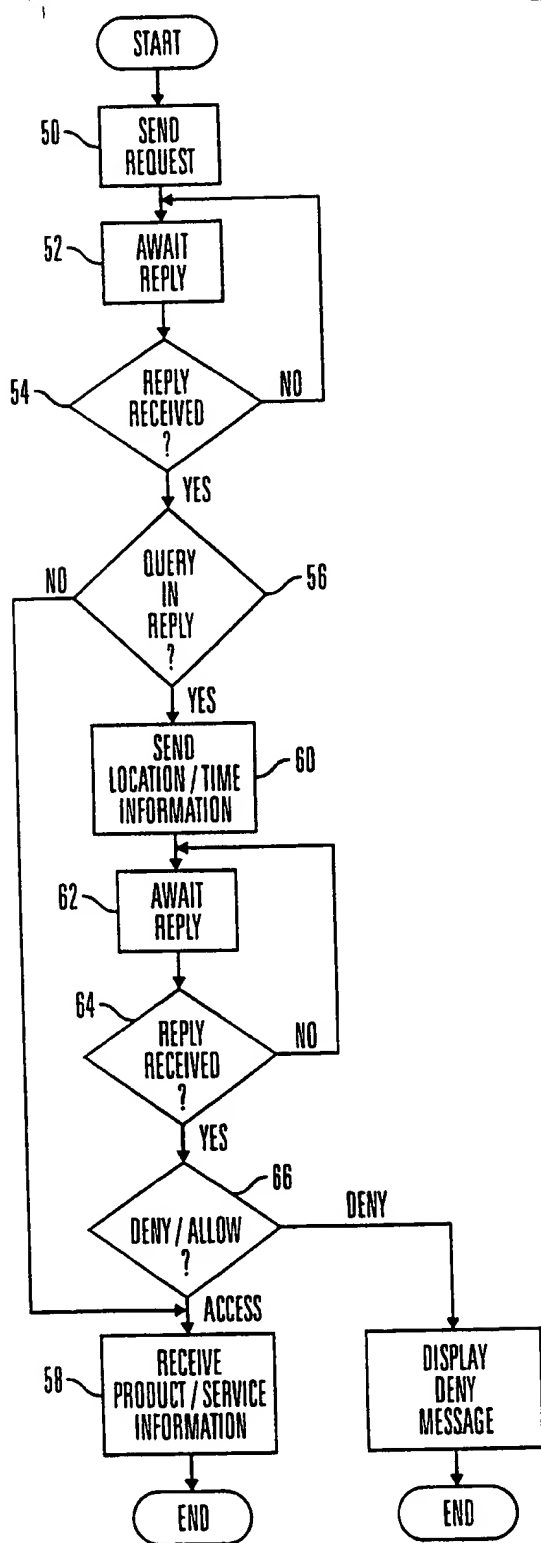 START
50
SEND
REQUEST
52
AWAIT
REPLY
54
REPLY
RECEIVED
?
NO
YES
NO
QUERY
IN
REPLY
?
56
YES
SEND
LOCATION / TIME
INFORMATION
60
62
AWAIT
REPLY
64
REPLY
RECEIVED
?
NO
YES
66
DENY / ALLOW
?
DENY
ACCESS
58
RECEIVE
PRODUCT / SERVICE
INFORMATION
DISPLAY
DENY
MESSAGE
END
END